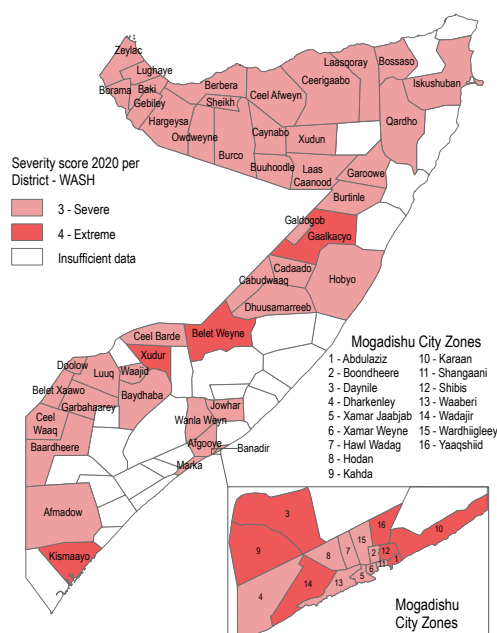 Zeylac
Lughaye
Borama
Baki
Gebiley
Hargeysa
Berbera
Sheikh
Owdweyne
Burco
Ceel Afweyn
Caynabo
Buuhoodle
Laasqoray
Ceerigaabo
Xudun
Laas
Caanood
Bossaso
Iskushuban
Qardho
Garoowe
Burtinle
Severity score 2020 per
District - WASH
3 - Severe
4 - Extreme
Insufficient data
Galdogob
Gaalkacyo
Cadaado
Cabudwaaq
Hobyo
Dhuusamarreeb
Belet Weyne
Ceel Barde
Xudur
Doolow
Luuq
Waajid
Belet Xaawo
Garbahaarey
Baydhaba
Ceel
Waaq
Baardheere
Jowhar
Wanla Weyn
Afgooye
Banadir
Marka
Afmadow
Kismaayo
Mogadishu City Zones
1 - Abdulaziz
2 - Boondheere
3 - Daynile
4 - Dharkenley
5 - Xamar Jaabjab
6 - Xamar Weyne
7 - Hawl Wadag
8 - Hodan
9 - Kahda
10 - Karaan
11 - Shangaani
12 - Shibis
13 - Waaberi
14 - Wadajir
15 - Wardhiigleey
16 - Yaaqshiid
3
16
10
15
9
8
7
2
12
1
11
6
5
14
13
4
Mogadishu
City Zones